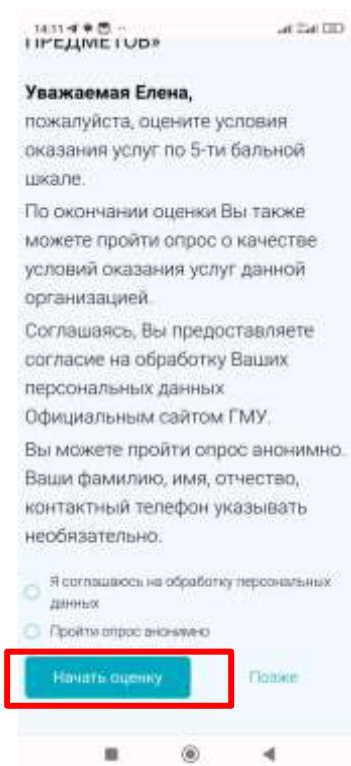 14:11
ПРЕДМЕТОВ»
Уважаемая Елена,
пожалуйста, оцените условия
оказания услуг по 5-ти бальной
шкале.
По окончании оценки Вы также
можете пройти опрос о качестве
условий оказания услуг данной
организацией.
Соглашаясь, Вы предоставляете
согласие на обработку Ваших
персональных данных
Официальным сайтом ГМУ.
Вы можете пройти опрос анонимно.
Ваши фамилию, имя, отчество,
контактный телефон указывать
необязательно.
Я соглашаюсь на обработку персональных
данных
Пройти опрос анонимно
Начать оценку
Позже